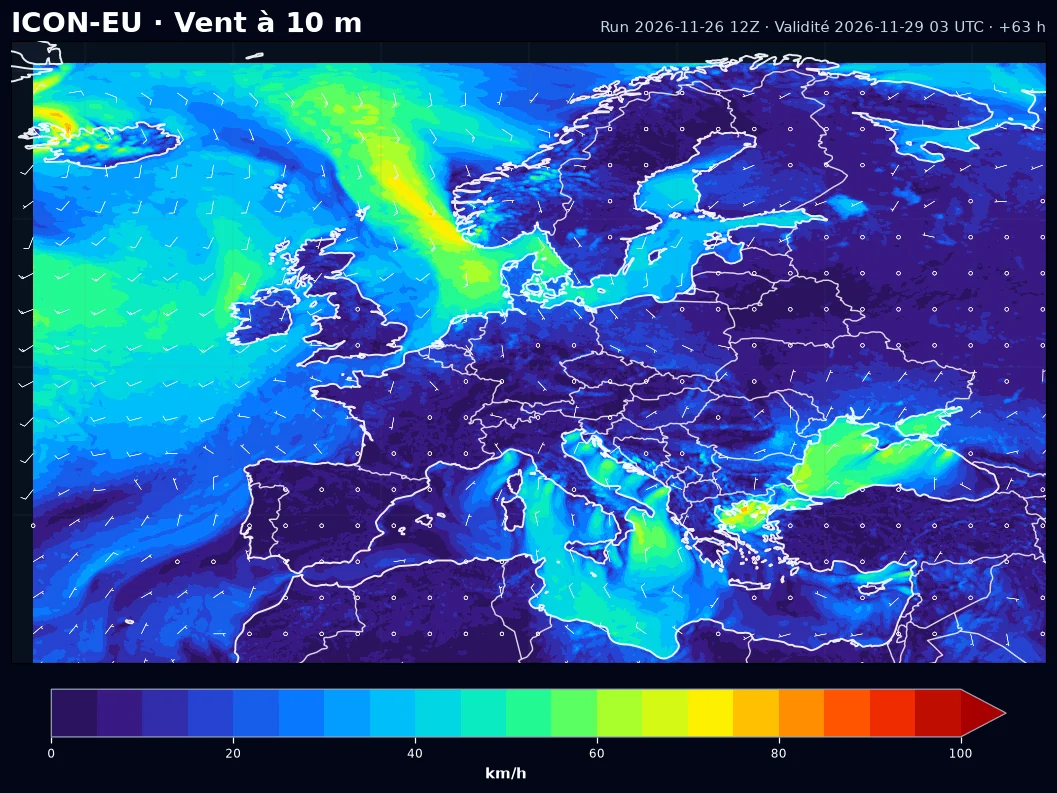 ICON-EU · Vent à 10 m
Run 2026-11-26 12Z · Validité 2026-11-29 03 UTC · +63 h
0 20 40 60 80 100
km/h